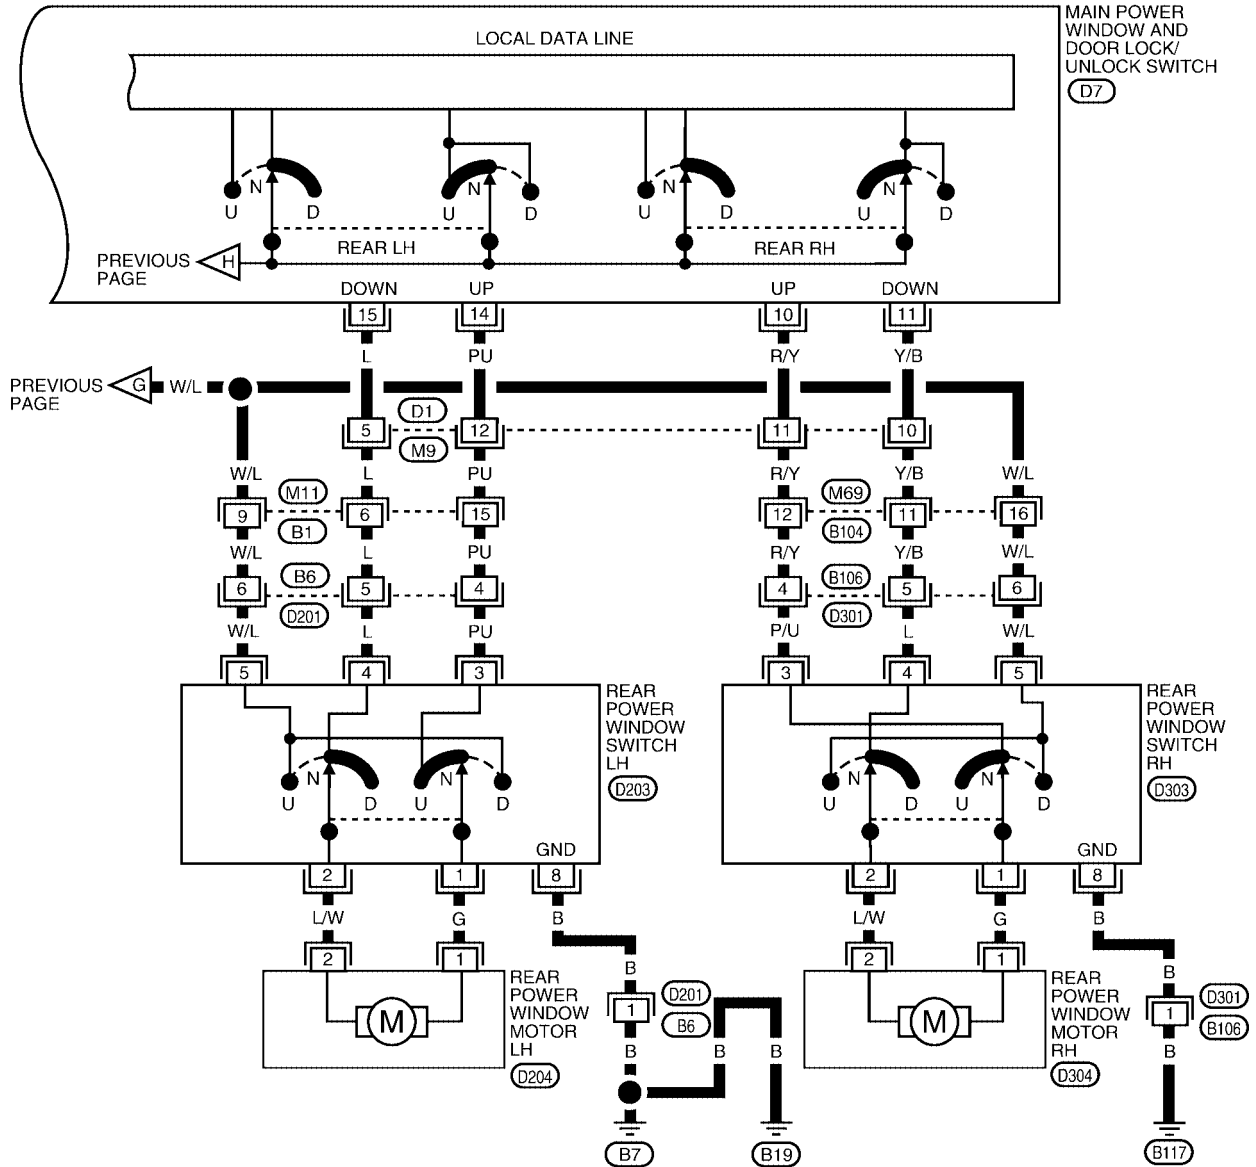 MAIN POWER
WINDOW AND
DOOR LOCK/
UNLOCK SWITCH
D7
LOCAL DATA LINE
N N N N
U D U D U D U D
REAR LH REAR RH
PREVIOUS
PAGE
H
DOWN UP UP DOWN
15 14 10 11
L PU R/Y Y/B
PREVIOUS
PAGE
G W/L
D1
5 12 11 10
M9
W/L L PU R/Y Y/B W/L
M11 M69
9 6 15 12 11 16
B1 B104
W/L L PU R/Y Y/B W/L
B6 B106
6 5 4 4 5 6
D201 D301
W/L L PU P/U L W/L
5 4 3 3 4 5
REAR
POWER
WINDOW
SWITCH
LH
D203
REAR
POWER
WINDOW
SWITCH
RH
D303
N N N N
U D U D U D U D
GND GND
2 1 8 2 1 8
L/W G B L/W G B
2 1 2 1
M M
REAR
POWER
WINDOW
MOTOR
LH
D204
REAR
POWER
WINDOW
MOTOR
RH
D304
B B
D201 D301
1 1
B6 B106
B B B B
B7 B19 B117